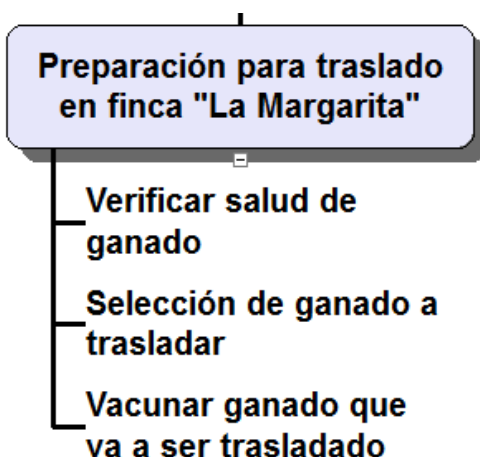 Preparación para traslado
en finca "La Margarita"
Verificar salud de
ganado
Selección de ganado a
trasladar
Vacunar ganado que
va a ser trasladado